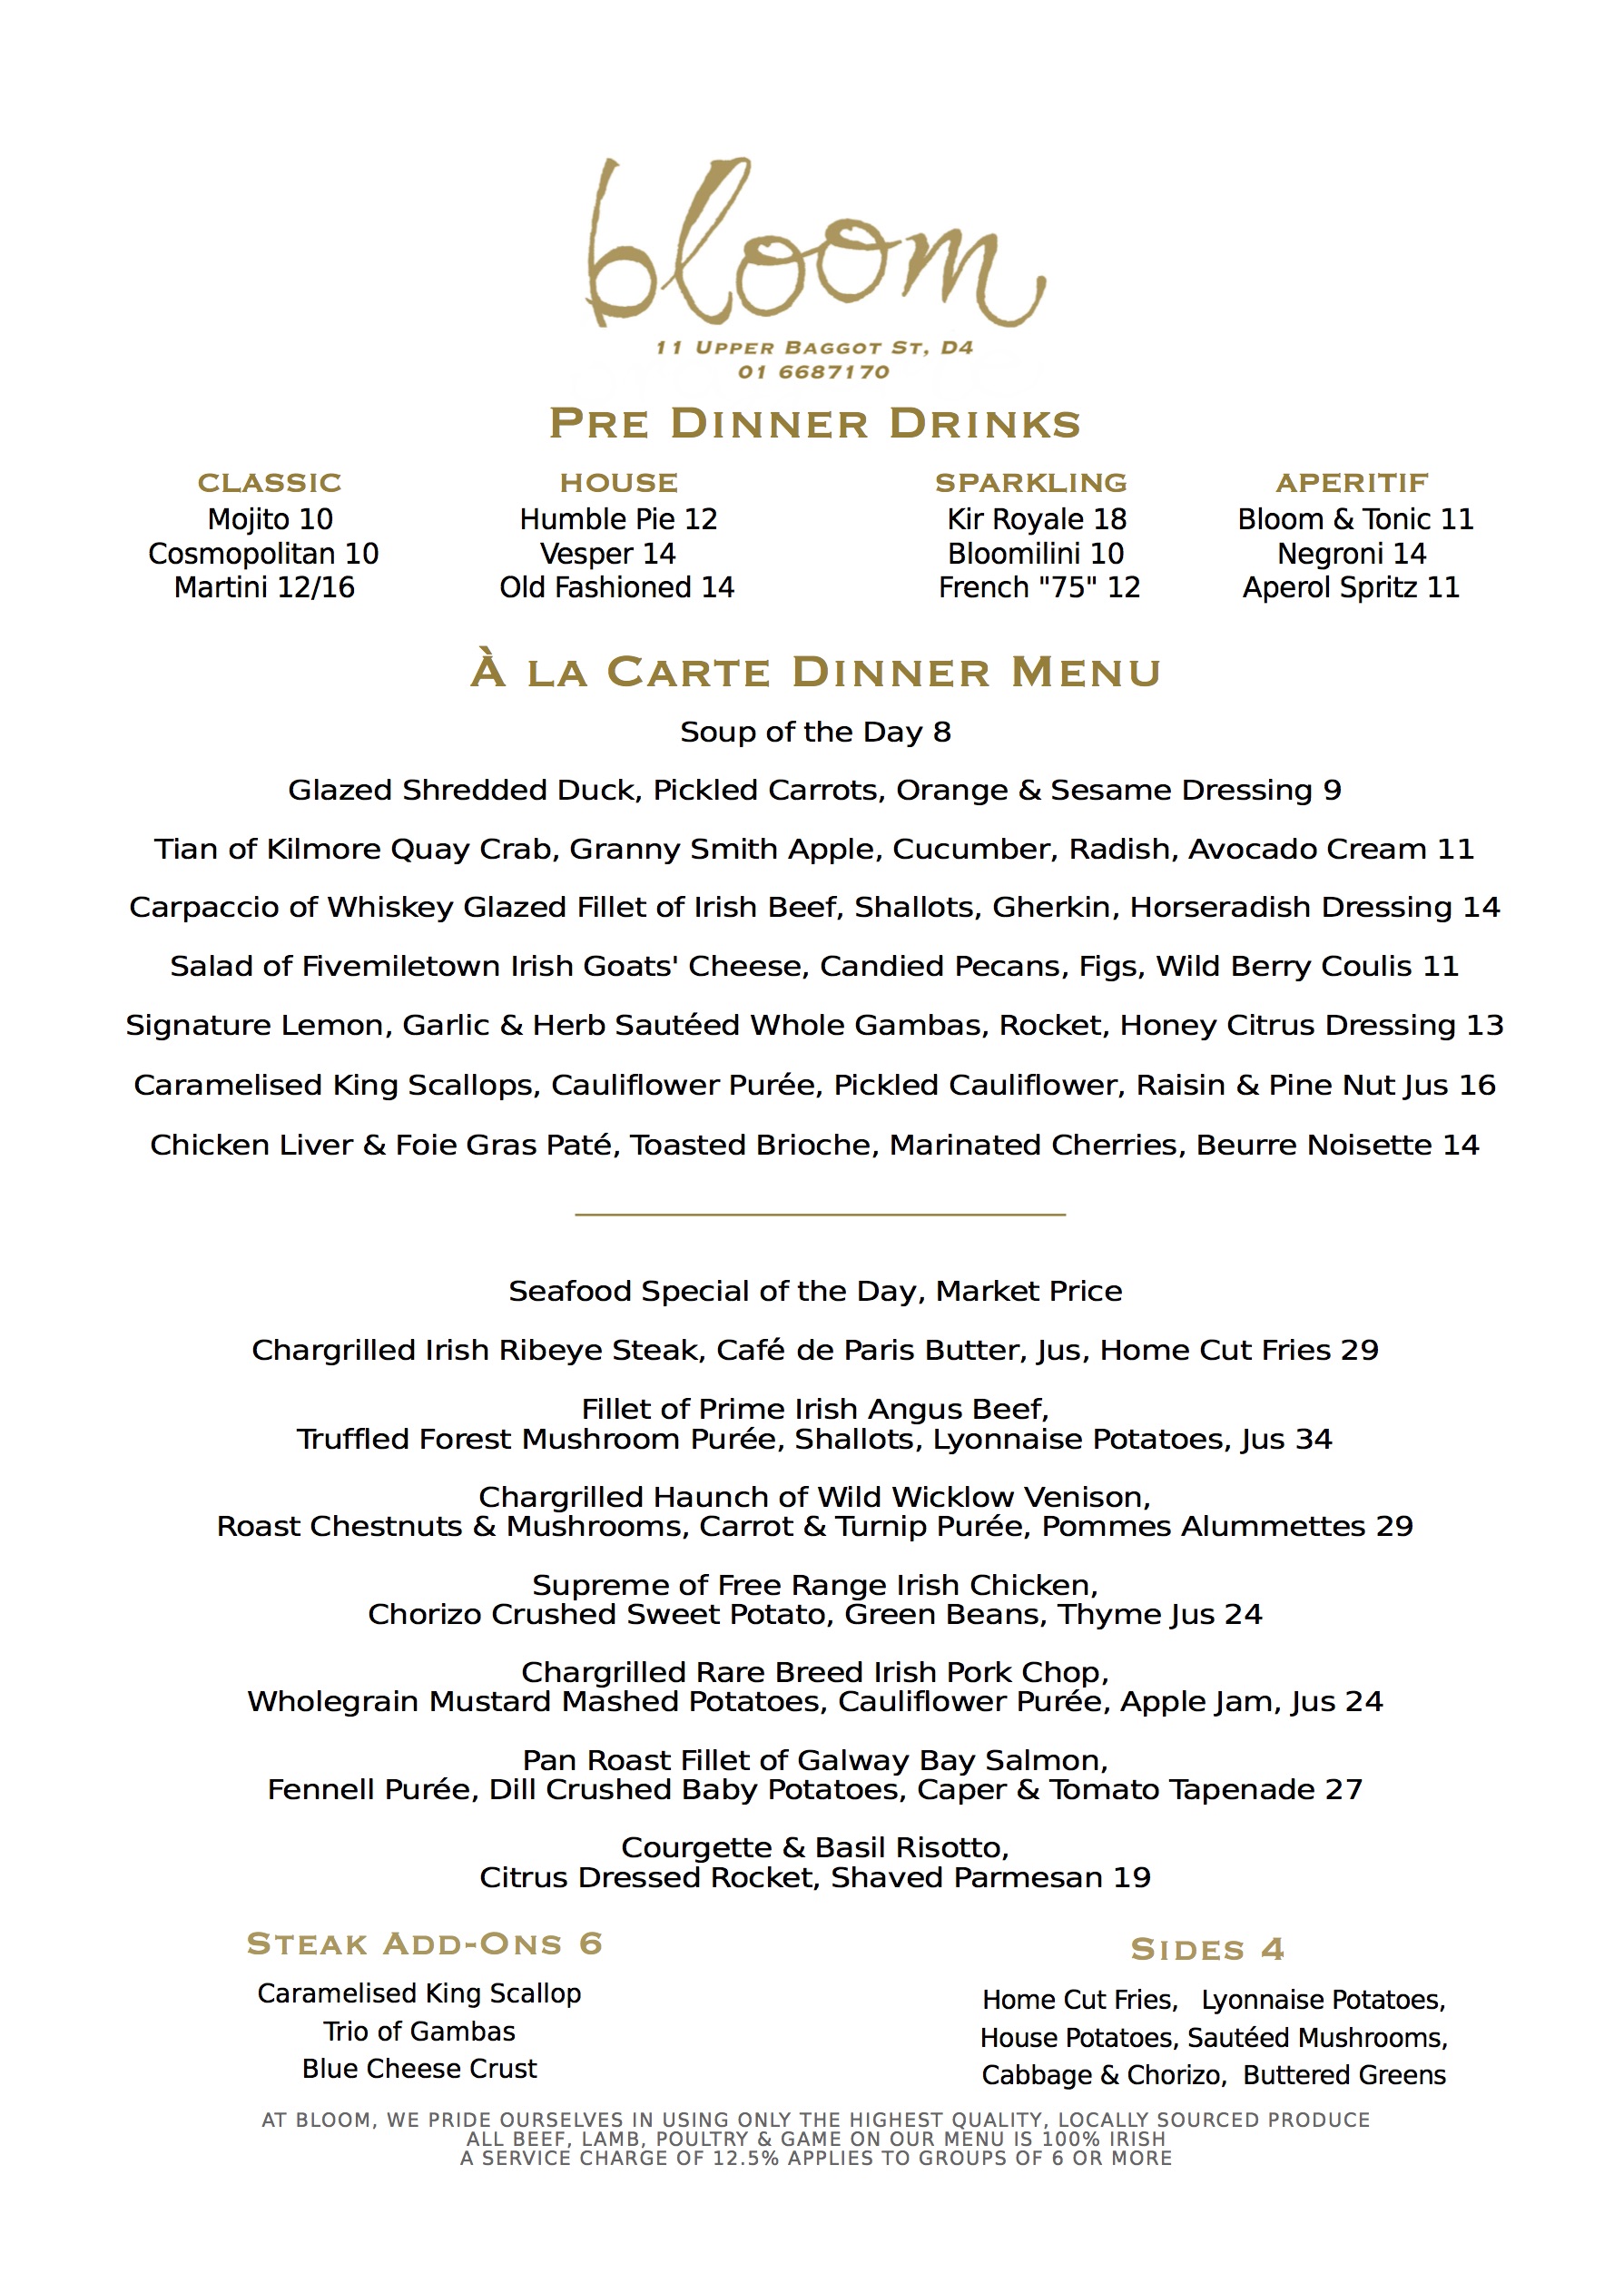 bloom
11 Upper Baggot St, D4
01 6687170
Pre Dinner Drinks
CLASSIC
Mojito 10
Cosmopolitan 10
Martini 12/16
HOUSE
Humble Pie 12
Vesper 14
Old Fashioned 14
SPARKLING
Kir Royale 18
Bloomilini 10
French "75" 12
APERITIF
Bloom & Tonic 11
Negroni 14
Aperol Spritz 11
À la Carte Dinner Menu
Soup of the Day 8
Glazed Shredded Duck, Pickled Carrots, Orange & Sesame Dressing 9
Tian of Kilmore Quay Crab, Granny Smith Apple, Cucumber, Radish, Avocado Cream 11
Carpaccio of Whiskey Glazed Fillet of Irish Beef, Shallots, Gherkin, Horseradish Dressing 14
Salad of Fivemiletown Irish Goats' Cheese, Candied Pecans, Figs, Wild Berry Coulis 11
Signature Lemon, Garlic & Herb Sautéed Whole Gambas, Rocket, Honey Citrus Dressing 13
Caramelised King Scallops, Cauliflower Purée, Pickled Cauliflower, Raisin & Pine Nut Jus 16
Chicken Liver & Foie Gras Paté, Toasted Brioche, Marinated Cherries, Beurre Noisette 14
Seafood Special of the Day, Market Price
Chargrilled Irish Ribeye Steak, Café de Paris Butter, Jus, Home Cut Fries 29
Fillet of Prime Irish Angus Beef,
Truffled Forest Mushroom Purée, Shallots, Lyonnaise Potatoes, Jus 34
Chargrilled Haunch of Wild Wicklow Venison,
Roast Chestnuts & Mushrooms, Carrot & Turnip Purée, Pommes Alummettes 29
Supreme of Free Range Irish Chicken,
Chorizo Crushed Sweet Potato, Green Beans, Thyme Jus 24
Chargrilled Rare Breed Irish Pork Chop,
Wholegrain Mustard Mashed Potatoes, Cauliflower Purée, Apple Jam, Jus 24
Pan Roast Fillet of Galway Bay Salmon,
Fennell Purée, Dill Crushed Baby Potatoes, Caper & Tomato Tapenade 27
Courgette & Basil Risotto,
Citrus Dressed Rocket, Shaved Parmesan 19
Steak Add-Ons 6
Caramelised King Scallop
Trio of Gambas
Blue Cheese Crust
Sides 4
Home Cut Fries, Lyonnaise Potatoes,
House Potatoes, Sautéed Mushrooms,
Cabbage & Chorizo, Buttered Greens
AT BLOOM, WE PRIDE OURSELVES IN USING ONLY THE HIGHEST QUALITY, LOCALLY SOURCED PRODUCE
ALL BEEF, LAMB, POULTRY & GAME ON OUR MENU IS 100% IRISH
A SERVICE CHARGE OF 12.5% APPLIES TO GROUPS OF 6 OR MORE